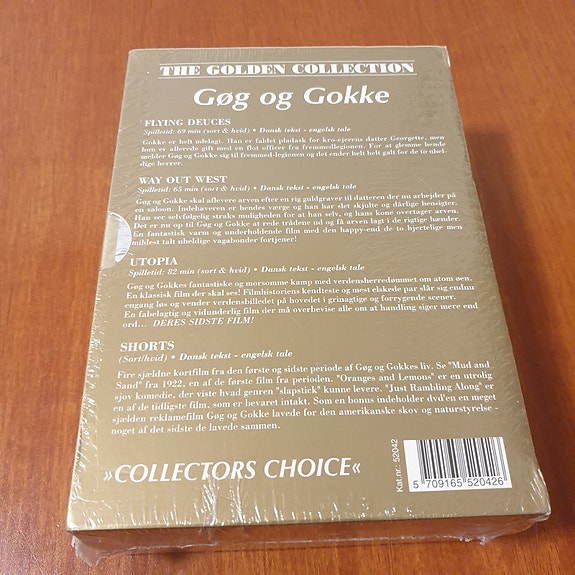 THE GOLDEN COLLECTION
Gøg og Gokke
FLYING DEUCES
Spilletid: 69 min (sort & hvid) • Dansk tekst - engelsk tale
Gokke er helt ødelagt. Han er faldet pladask for kro-ejerens datter Georgette, men
hun er allerede gift med en flot officer fra fremmedlegionen. For at glemme hende
melder Gøg og Gokke sig til fremmed-legionen og det ender helt helt galt for de to uhel-
dige herrer.
WAY OUT WEST
Spilletid: 65 min (sort & hvid) • Dansk tekst - engelsk tale
Gøg og Gokke skal aflevere arven efter en rig guldgraver til datteren der nu arbejder på
en saloon. Indehaveren er hendes værge og han har slet skjulte og dårlige hensigter.
Han ser selvfølgelig straks muligheden for at han selv, og hans kone overtager arven.
Det er nu op til Gøg og Gokke at rede trådene ud og få arven lagt i de rigtige hænder.
En fantastisk varm og underholdende film med den happy-end de to hjertelige men
mildest talt uheldige vagabonder fortjener!
UTOPIA
Spilletid: 82 min (sort & hvid) • Dansk tekst - engelsk tale
Gøg og Gokkes fantastiske og morsomme kamp med verdensherredømmet om atom øen.
En klassisk film der skal ses! Filmhistoriens kendteste og mest elskede par slår sig endnu
engang løs og vender verdensbilledet på hovedet i grinagtige og forrygende scener.
En fabelagtig og vidunderlig film der må overbevise alle om at handling siger mere end
ord... DERES SIDSTE FILM!
SHORTS
(Sort/hvid) • Dansk tekst - engelsk tale
Fire sjældne kortfilm fra den første og sidste periode af Gøg og Gokkes liv. Se "Mud and
Sand" fra 1922, en af de første film fra perioden. "Oranges and Lemons" er en utrolig
sjov komedie, der viste hvad genren "slapstick" kunne levere. "Just Rambling Along" er
en af de tidligste film, som er bevaret intakt. Som en bonus indeholder dvd'en en meget
sjælden reklamefilm Gøg og Gokke lavede for den amerikanske skov og naturstyrelse -
noget af det sidste de lavede sammen.
»COLLECTORS CHOICE«
Kat.nr.: 52042
5 709165 520426